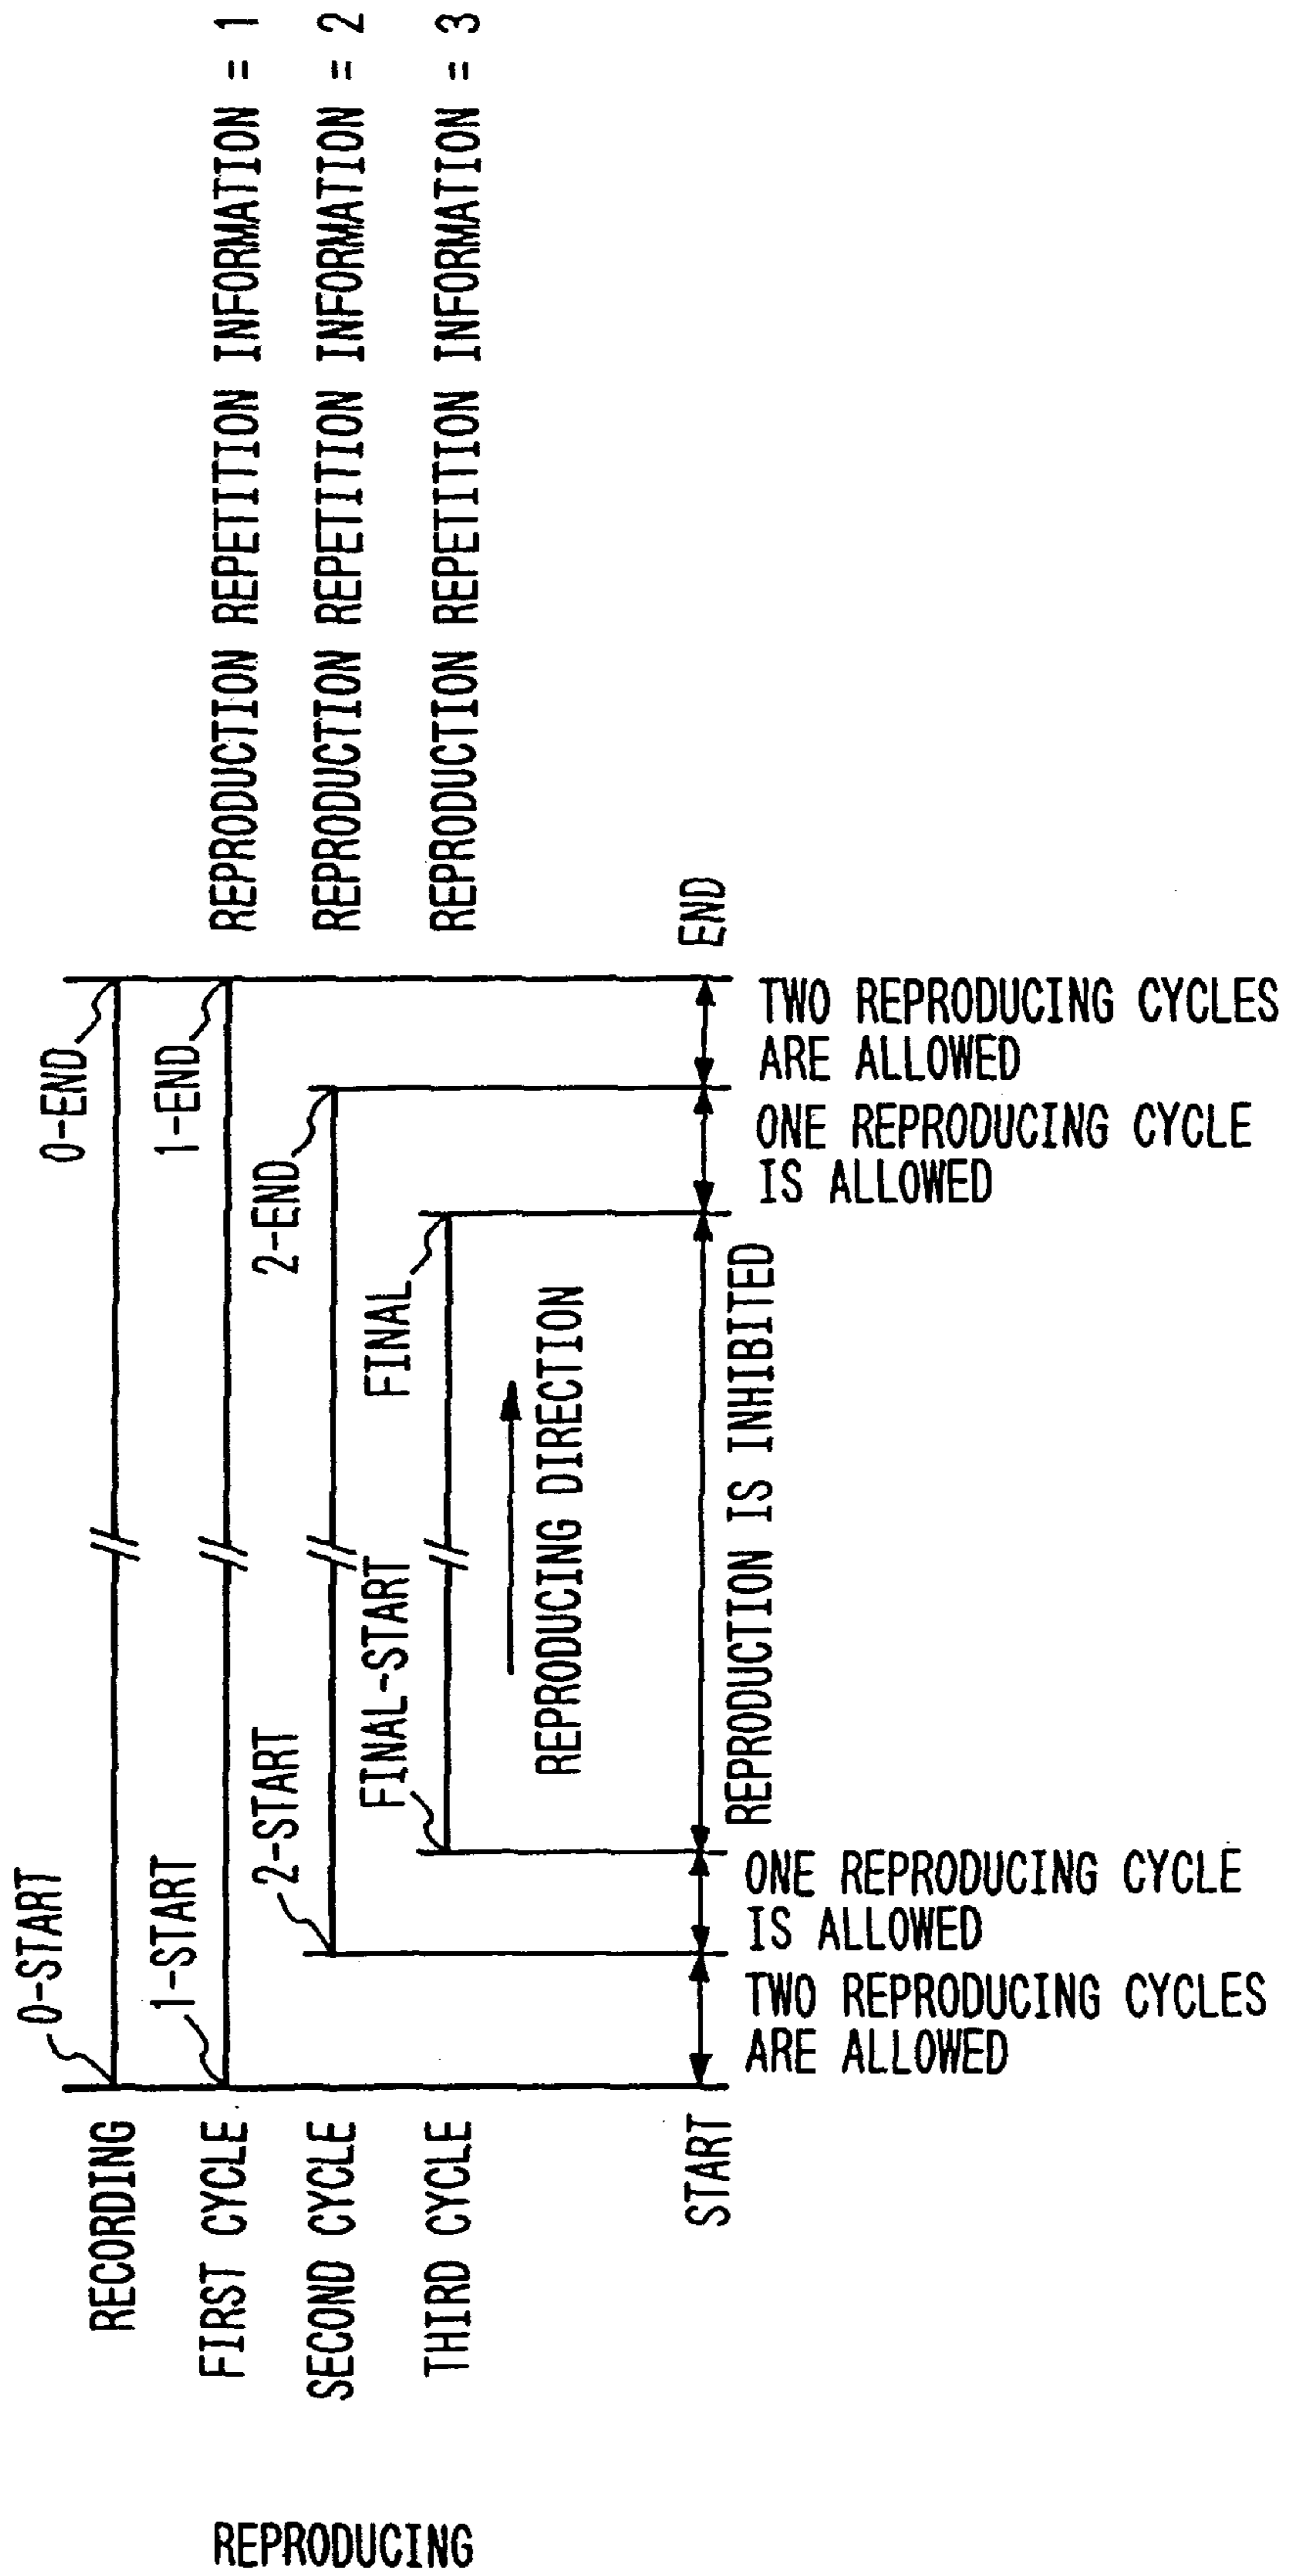 0-START
0-END
RECORDING
1-START
1-END
FIRST CYCLE
REPRODUCTION REPETITION INFORMATION = 1
2-START
2-END
SECOND CYCLE
REPRODUCTION REPETITION INFORMATION = 2
REPRODUCING
FINAL-START
FINAL
THIRD CYCLE
REPRODUCTION REPETITION INFORMATION = 3
REPRODUCING DIRECTION
START
END
REPRODUCTION IS INHIBITED
TWO REPRODUCING CYCLES
ARE ALLOWED
ONE REPRODUCING CYCLE
IS ALLOWED
ONE REPRODUCING CYCLE
IS ALLOWED
TWO REPRODUCING CYCLES
ARE ALLOWED